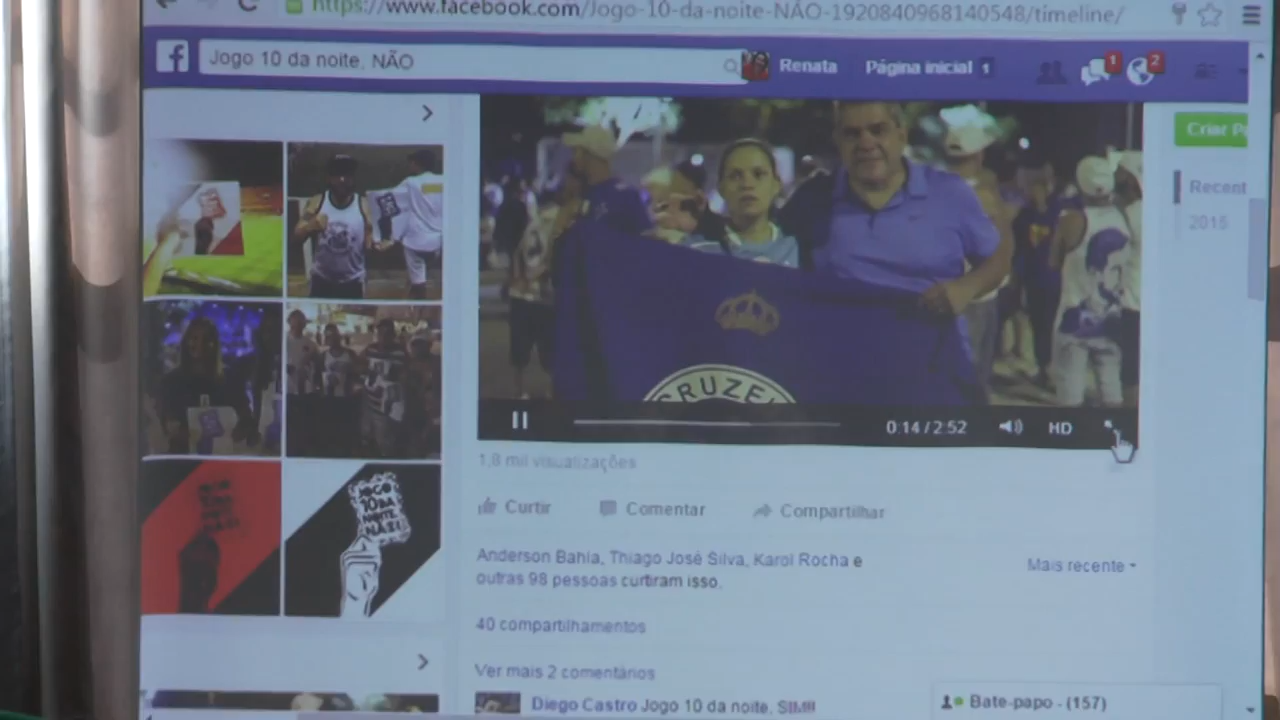 https://www.facebook.com/Jogo-10-da-noite-NÃO-1920840968140548/timeline/
Jogo 10 da noite, NÃO
Renata
Página inicial 1
1
2
Recent
2015
CRUZEI
0:14 / 2:52
HD
1,8 mil visualizações
Curtir
Comentar
Compartilhar
Anderson Bahia, Thiago José Silva, Karol Rocha e
outras 98 pessoas curtiram isso.
Mais recente
40 compartilhamentos
Ver mais 2 comentários
Diego Castro Jogo 10 da noite, SIM!!
Bate-papo - (157)
JOGO
10 DA
NOITE
NÃO!
Criar P